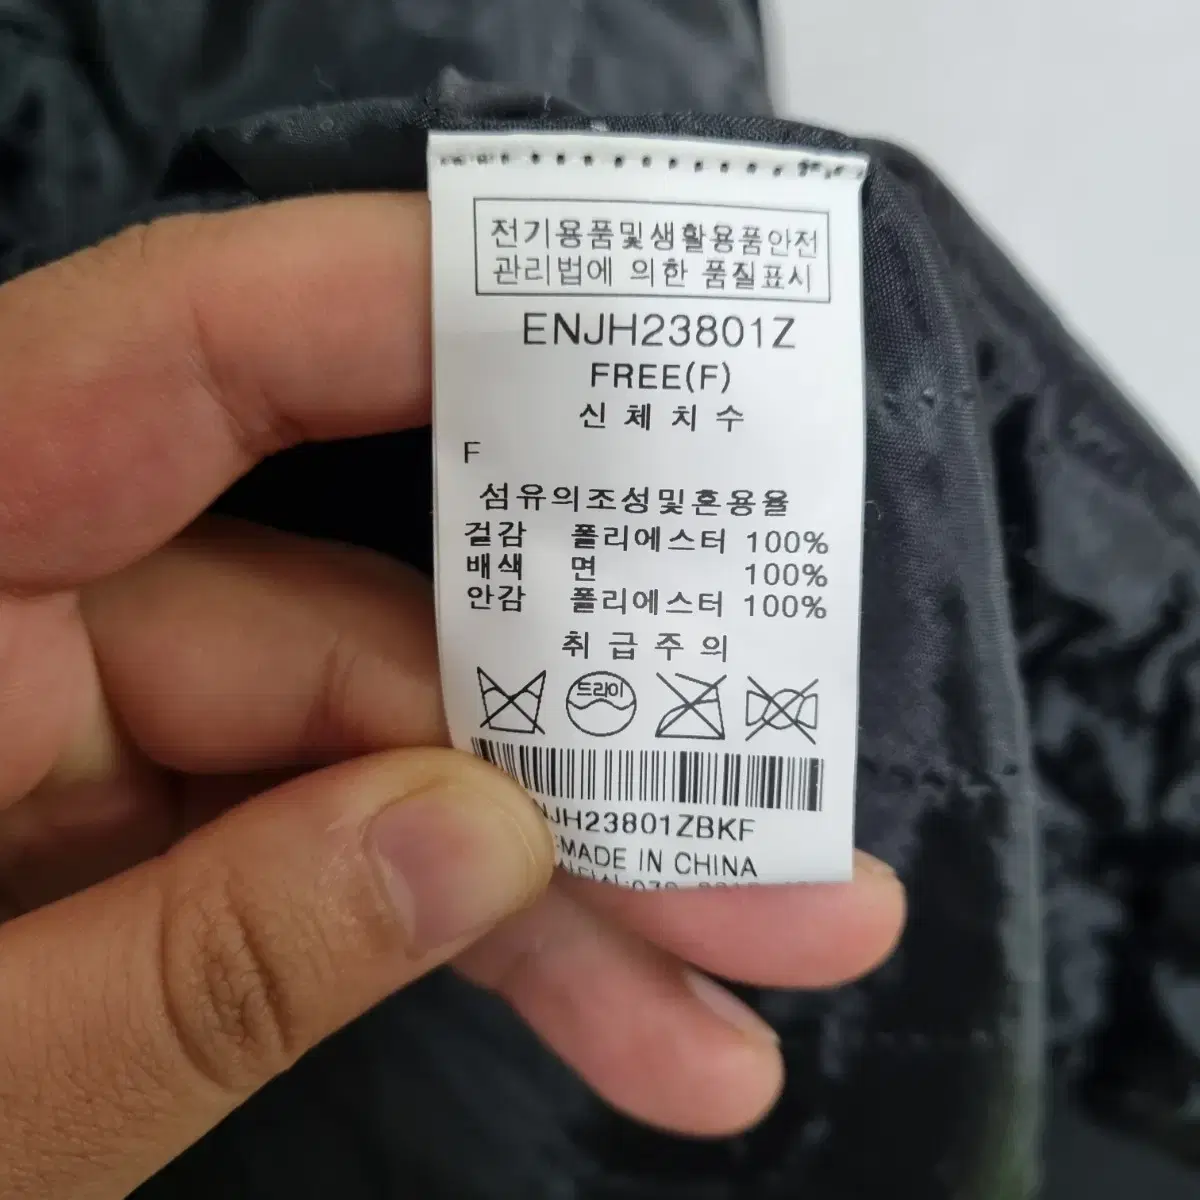 전기용품및생활용품안전
관리법에 의한 품질표시
ENJH23801Z
FREE(F)
신 체 치 수
F
섬유의조성및혼용율
겉감 폴리에스터 100%
배색 면 100%
안감 폴리에스터 100%
취 급 주 의
드라이
JH23801ZBKF
MADE IN CHINA